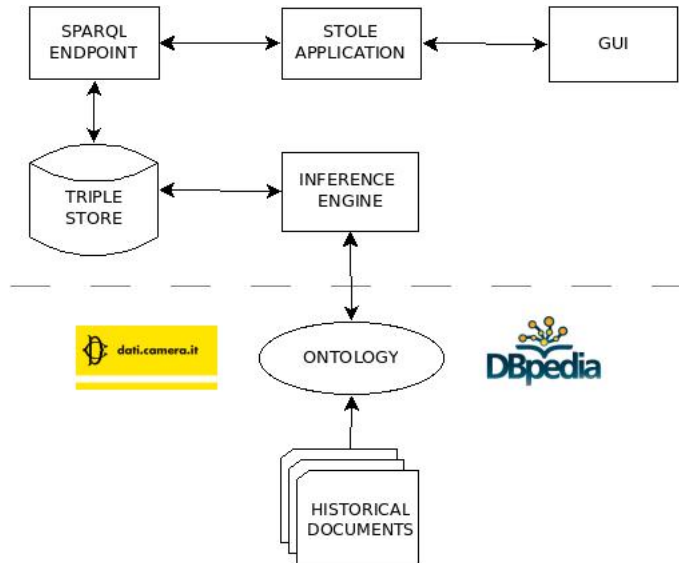 SPARQL
ENDPOINT
STOLE
APPLICATION
GUI
TRIPLE
STORE
INFERENCE
ENGINE
dati.camera.it
ONTOLOGY
DBpedia
HISTORICAL
DOCUMENTS